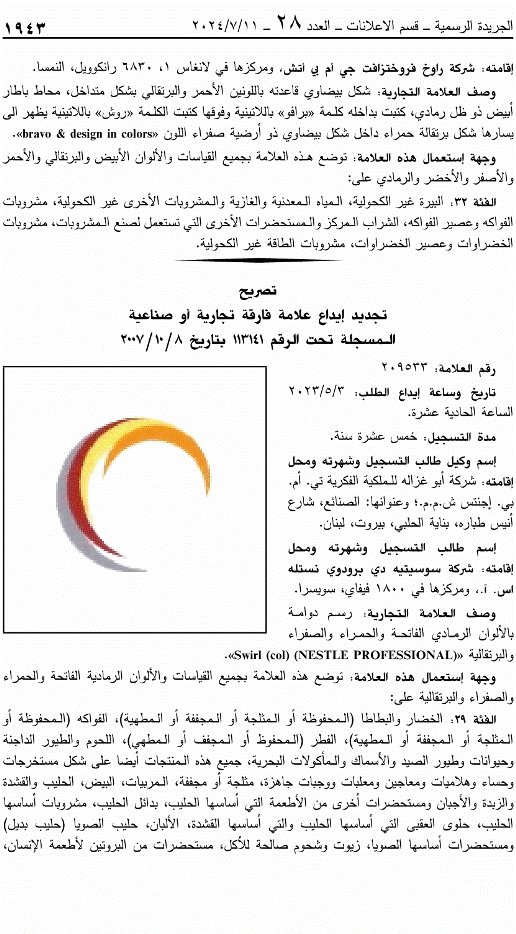 الجريدة الرسمية ــ قسم الاعلانات ــ العدد ٢٨ ــ ٢٠٢٤/٧/١١
١٩٤٣
إقامته: شركة راوخ فروختزافت جي أم بي أتش، ومركزها في لانغاس ١، ٦٨٣٠ رانكوويل، النمسا.
وصف العلامة التجارية: شكل بيضاوي قاعدته باللونين الأحمر والبرتقالي بشكل متداخل، محاط باطار
أبيض ذو ظل رمادي، كتبت بداخله كلمة «برافو» باللاتينية وفوقها كتبت الكلمة «روش» باللاتينية يظهر الى
يسارها شكل برتقالة حمراء داخل شكل بيضاوي ذو أرضية صفراء اللون «bravo & design in colors».
وجهة إستعمال هذه العلامة: توضع هذه العلامة بجميع القياسات والألوان الأبيض والبرتقالي والأحمر
والأصفر والأخضر والرمادي على:
الفئة ٣٢: البيرة غير الكحولية، المياه المعدنية والغازية والمشروبات الأخرى غير الكحولية، مشروبات
الفواكه وعصير الفواكه، الشراب المركز والمستحضرات الأخرى التي تستعمل لصنع المشروبات، مشروبات
الخضراوات وعصير الخضراوات، مشروبات الطاقة غير الكحولية.
تصريح
تجديد إيداع علامة فارقة تجارية أو صناعية
المسجلة تحت الرقم ١١٣١٤١ بتاريخ ٢٠٠٧/١٠/٨
رقم العلامة: ٢٠٩٥٣٣
تاريخ وساعة إيداع الطلب: ٢٠٢٣/٥/٣
الساعة الحادية عشرة.
مدة التسجيل: خمس عشرة سنة.
إسم وكيل طالب التسجيل وشهرته ومحل
إقامته: شركة أبو غزاله للملكية الفكرية تي. أم.
بي. إجنتس ش.م.م.؛ وعنوانها: الصنائع، شارع
أنيس طباره، بناية الحلبي، بيروت، لبنان.
إسم طالب التسجيل وشهرته ومحل
إقامته: شركة سوسيتيه دي برودوي نستله
اس. آ.، ومركزها في ١٨٠٠ فيفاي، سويسرا.
وصف العلامة التجارية: رسم دوامة
بالألوان الرمادي الفاتحة والحمراء والصفراء
والبرتقالية «Swirl (col) (NESTLE PROFESSIONAL)».
وجهة إستعمال هذه العلامة: توضع هذه العلامة بجميع القياسات والألوان الرمادية الفاتحة والحمراء
والصفراء والبرتقالية على:
الفئة ٢٩: الخضار والبطاطا (المحفوظة أو المثلجة أو المجففة أو المطهية)، الفواكه (المحفوظة أو
المثلجة أو المجففة أو المطهية)، الفطر (المحفوظ أو المجفف أو المطهي)، اللحوم والطيور الداجنة
وحيوانات وطيور الصيد والأسماك والمأكولات البحرية، جميع هذه المنتجات أيضا على شكل مستخرجات
وحساء وهلاميات ومعاجين ومعلبات ووجبات جاهزة، مثلجة أو مجففة، المربيات، البيض، الحليب والقشدة
والزبدة والأجبان ومستحضرات أخرى من الأطعمة التي أساسها الحليب، بدائل الحليب، مشروبات أساسها
الحليب، حلوى العقبى التي أساسها الحليب والتي أساسها القشدة، الألبان، حليب الصويا (حليب بديل)
ومستحضرات أساسها الصويا، زيوت وشحوم صالحة للأكل، مستحضرات من البروتين لأطعمة الإنسان،